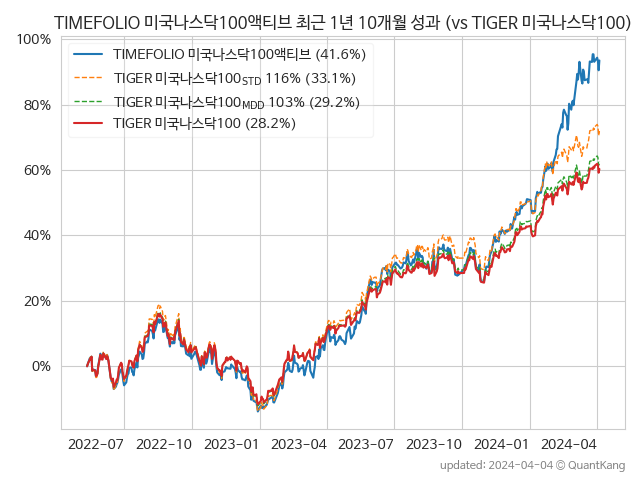 TIMEFOLIO 미국나스닥100액티브 최근 1년 10개월 성과 (vs TIGER 미국나스닥100)
100%
80%
60%
40%
20%
0%
TIMEFOLIO 미국나스닥100액티브 (41.6%)
TIGER 미국나스닥100STD 116% (33.1%)
TIGER 미국나스닥100MDD 103% (29.2%)
TIGER 미국나스닥100 (28.2%)
2022-07 2022-10 2023-01 2023-04 2023-07 2023-10 2024-01 2024-04
updated: 2024-04-04 © QuantKang